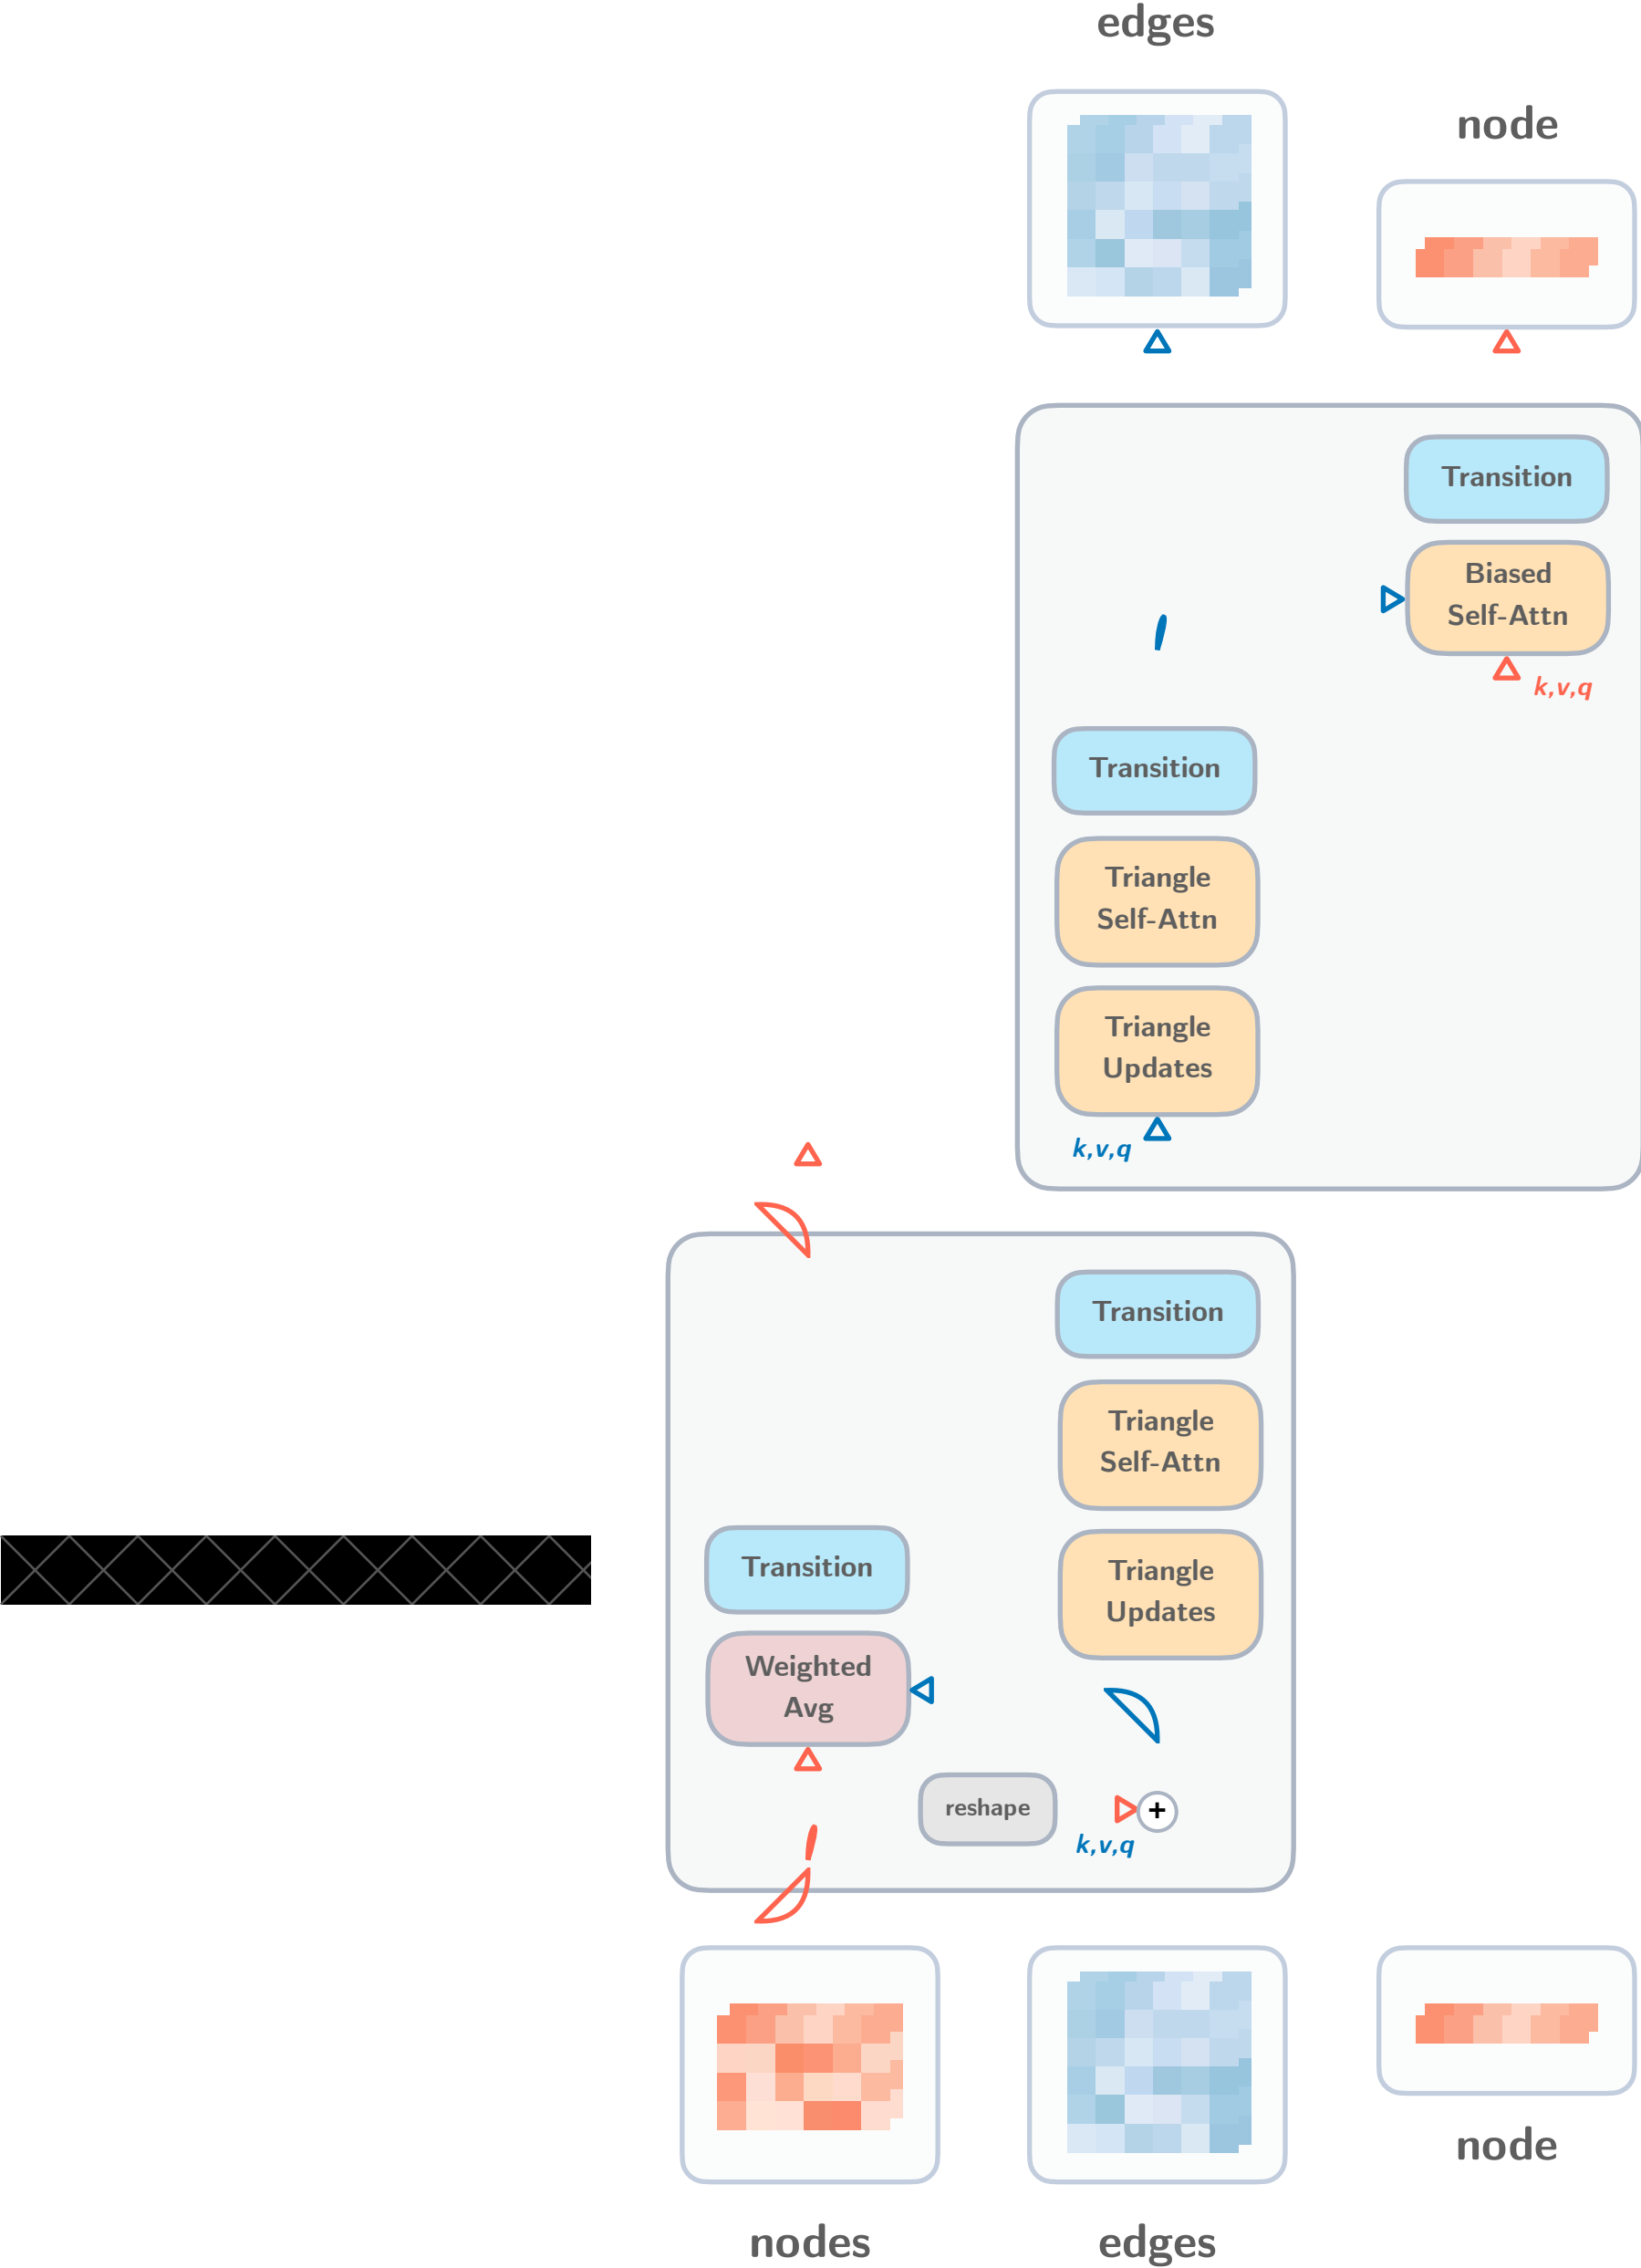 edges
node
Transition
Biased
Self-Attn
k,v,q
Transition
Triangle
Self-Attn
Triangle
Updates
k,v,q
Transition
Triangle
Self-Attn
Transition
Triangle
Updates
Weighted
Avg
reshape
+
k,v,q
node
nodes
edges